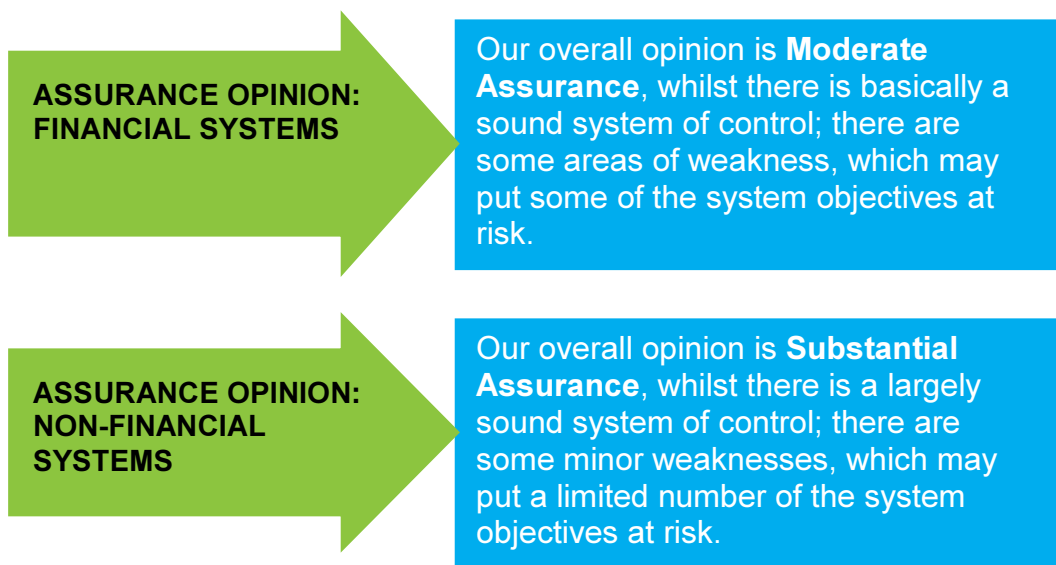 ASSURANCE OPINION:
FINANCIAL SYSTEMS
Our overall opinion is Moderate
Assurance, whilst there is basically a
sound system of control; there are
some areas of weakness, which may
put some of the system objectives at
risk.
ASSURANCE OPINION:
NON-FINANCIAL
SYSTEMS
Our overall opinion is Substantial
Assurance, whilst there is a largely
sound system of control; there are
some minor weaknesses, which may
put a limited number of the system
objectives at risk.